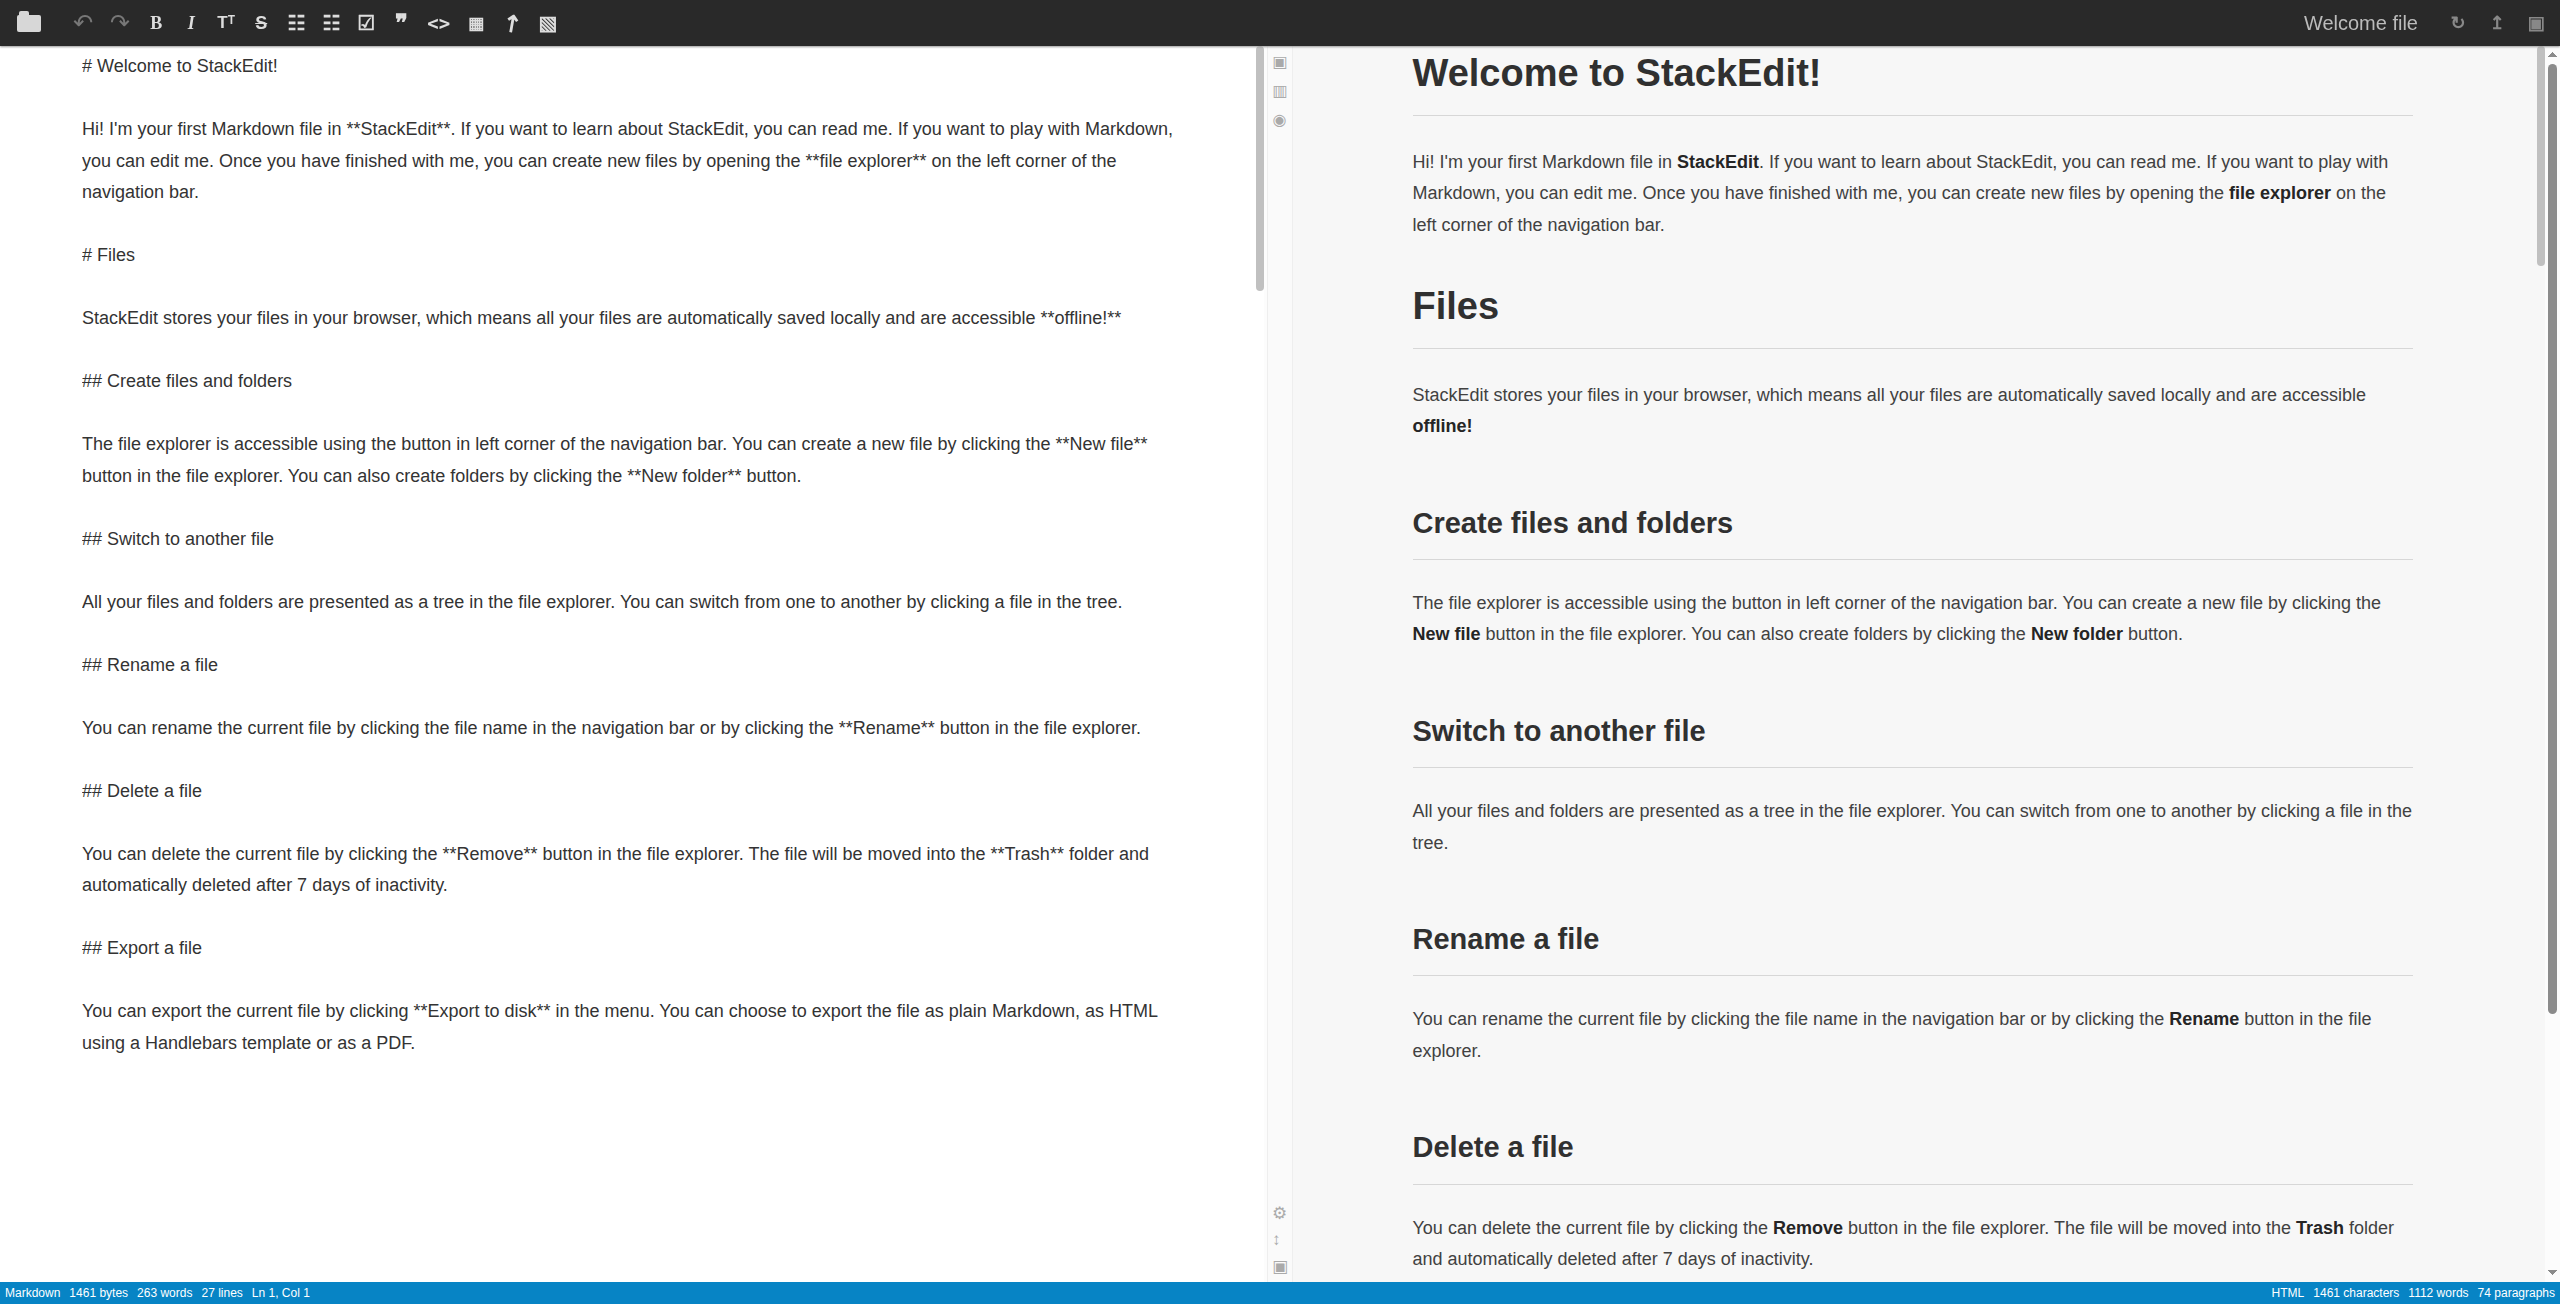 B I TT S <> Welcome file
# Welcome to StackEdit!
Hi! I'm your first Markdown file in **StackEdit**. If you want to learn about StackEdit, you can read me. If you want to play with Markdown,
you can edit me. Once you have finished with me, you can create new files by opening the **file explorer** on the left corner of the
navigation bar.
# Files
StackEdit stores your files in your browser, which means all your files are automatically saved locally and are accessible **offline!**
## Create files and folders
The file explorer is accessible using the button in left corner of the navigation bar. You can create a new file by clicking the **New file**
button in the file explorer. You can also create folders by clicking the **New folder** button.
## Switch to another file
All your files and folders are presented as a tree in the file explorer. You can switch from one to another by clicking a file in the tree.
## Rename a file
You can rename the current file by clicking the file name in the navigation bar or by clicking the **Rename** button in the file explorer.
## Delete a file
You can delete the current file by clicking the **Remove** button in the file explorer. The file will be moved into the **Trash** folder and
automatically deleted after 7 days of inactivity.
## Export a file
You can export the current file by clicking **Export to disk** in the menu. You can choose to export the file as plain Markdown, as HTML
using a Handlebars template or as a PDF.
Welcome to StackEdit!
Hi! I'm your first Markdown file in StackEdit. If you want to learn about StackEdit, you can read me. If you want to play with
Markdown, you can edit me. Once you have finished with me, you can create new files by opening the file explorer on the
left corner of the navigation bar.
Files
StackEdit stores your files in your browser, which means all your files are automatically saved locally and are accessible
offline!
Create files and folders
The file explorer is accessible using the button in left corner of the navigation bar. You can create a new file by clicking the
New file button in the file explorer. You can also create folders by clicking the New folder button.
Switch to another file
All your files and folders are presented as a tree in the file explorer. You can switch from one to another by clicking a file in the
tree.
Rename a file
You can rename the current file by clicking the file name in the navigation bar or by clicking the Rename button in the file
explorer.
Delete a file
You can delete the current file by clicking the Remove button in the file explorer. The file will be moved into the Trash folder
and automatically deleted after 7 days of inactivity.
Markdown 1461 bytes 263 words 27 lines Ln 1, Col 1 HTML 1461 characters 1112 words 74 paragraphs